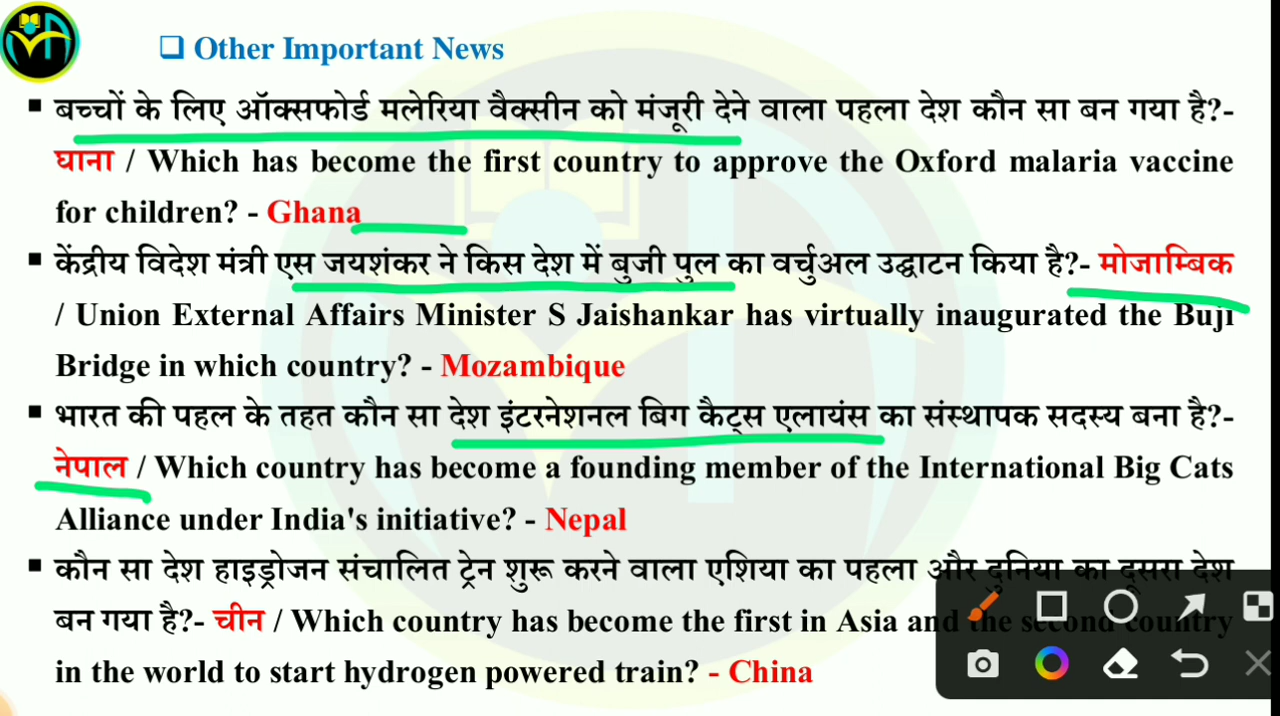 ❑ Other Important News
▪ बच्चों के लिए ऑक्सफोर्ड मलेरिया वैक्सीन को मंजूरी देने वाला पहला देश कौन सा बन गया है?-
घाना / Which has become the first country to approve the Oxford malaria vaccine
for children? - Ghana
▪ केंद्रीय विदेश मंत्री एस जयशंकर ने किस देश में बुजी पुल का वर्चुअल उद्घाटन किया है?- मोजाम्बिक
/ Union External Affairs Minister S Jaishankar has virtually inaugurated the Buji
Bridge in which country? - Mozambique
▪ भारत की पहल के तहत कौन सा देश इंटरनेशनल बिग कैट्स एलायंस का संस्थापक सदस्य बना है?-
नेपाल / Which country has become a founding member of the International Big Cats
Alliance under India's initiative? - Nepal
▪ कौन सा देश हाइड्रोजन संचालित ट्रेन शुरू करने वाला एशिया का पहला और दुनिया का दूसरा देश
बन गया है?- चीन / Which country has become the first in Asia and the second country
in the world to start hydrogen powered train? - China